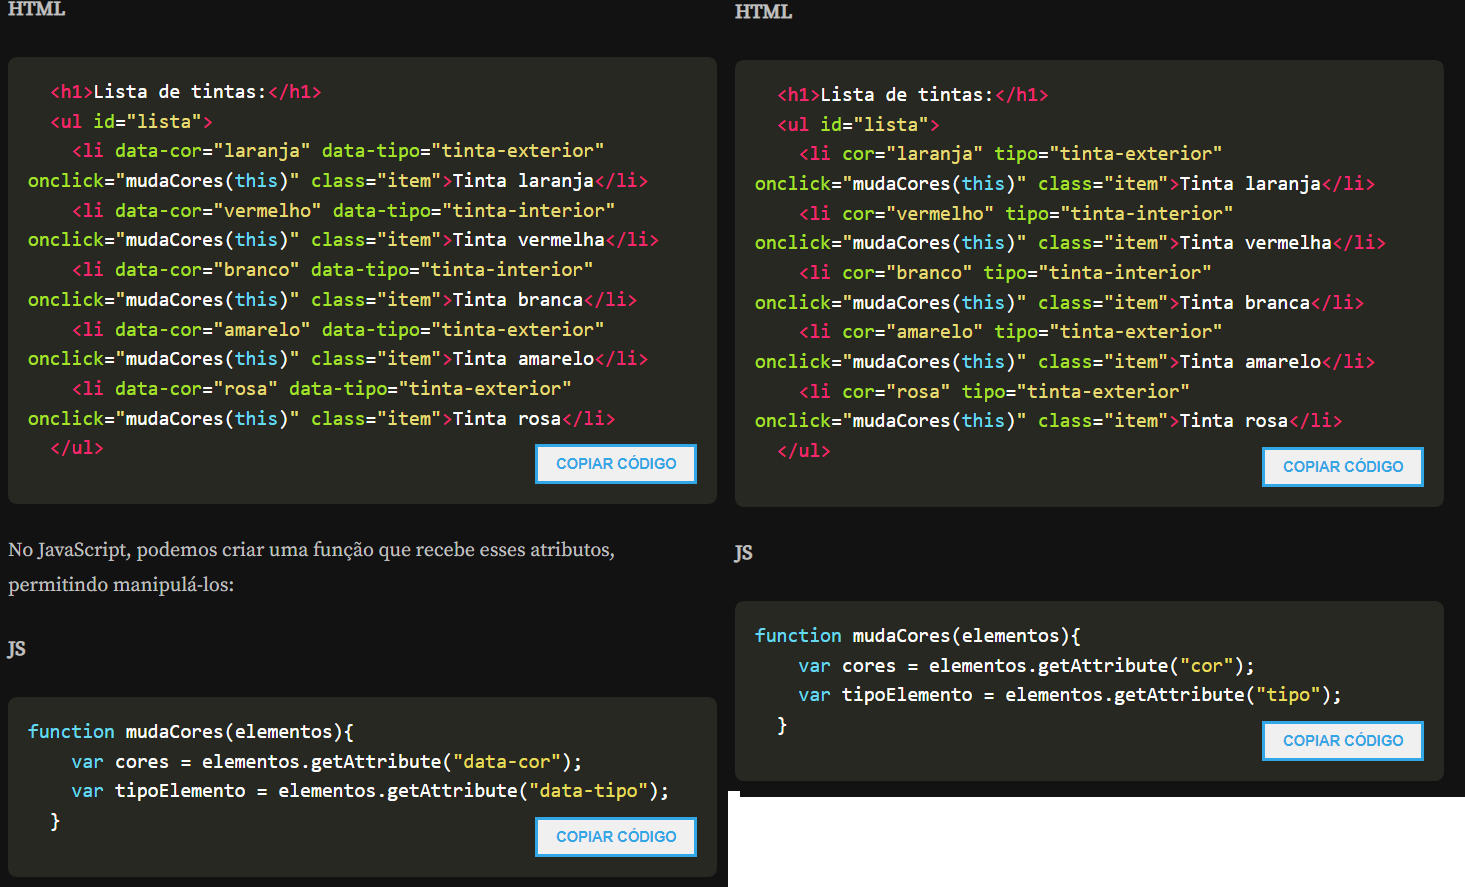 HTML
<h1>Lista de tintas:</h1>
<ul id="lista">
<li data-cor="laranja" data-tipo="tinta-exterior"
onclick="mudaCores(this)" class="item">Tinta laranja</li>
<li data-cor="vermelho" data-tipo="tinta-interior"
onclick="mudaCores(this)" class="item">Tinta vermelha</li>
<li data-cor="branco" data-tipo="tinta-interior"
onclick="mudaCores(this)" class="item">Tinta branca</li>
<li data-cor="amarelo" data-tipo="tinta-exterior"
onclick="mudaCores(this)" class="item">Tinta amarelo</li>
<li data-cor="rosa" data-tipo="tinta-exterior"
onclick="mudaCores(this)" class="item">Tinta rosa</li>
</ul>
COPIAR CÓDIGO
No JavaScript, podemos criar uma função que recebe esses atributos,
permitindo manipulá-los:
JS
function mudaCores(elementos){
var cores = elementos.getAttribute("data-cor");
var tipoElemento = elementos.getAttribute("data-tipo");
}
COPIAR CÓDIGO
HTML
<h1>Lista de tintas:</h1>
<ul id="lista">
<li cor="laranja" tipo="tinta-exterior"
onclick="mudaCores(this)" class="item">Tinta laranja</li>
<li cor="vermelho" tipo="tinta-interior"
onclick="mudaCores(this)" class="item">Tinta vermelha</li>
<li cor="branco" tipo="tinta-interior"
onclick="mudaCores(this)" class="item">Tinta branca</li>
<li cor="amarelo" tipo="tinta-exterior"
onclick="mudaCores(this)" class="item">Tinta amarelo</li>
<li cor="rosa" tipo="tinta-exterior"
onclick="mudaCores(this)" class="item">Tinta rosa</li>
</ul>
COPIAR CÓDIGO
JS
function mudaCores(elementos){
var cores = elementos.getAttribute("cor");
var tipoElemento = elementos.getAttribute("tipo");
}
COPIAR CÓDIGO